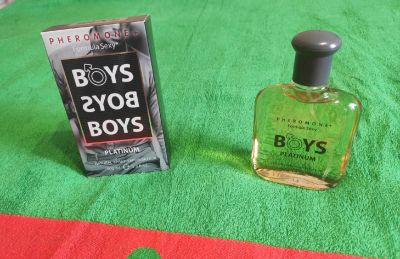 PHEROMONE+
Formula Sexy*
BOYS
BOYS
BOYS
PLATINUM
PHEROMONE+
Formula Sexy*
BOYS
PLATINUM